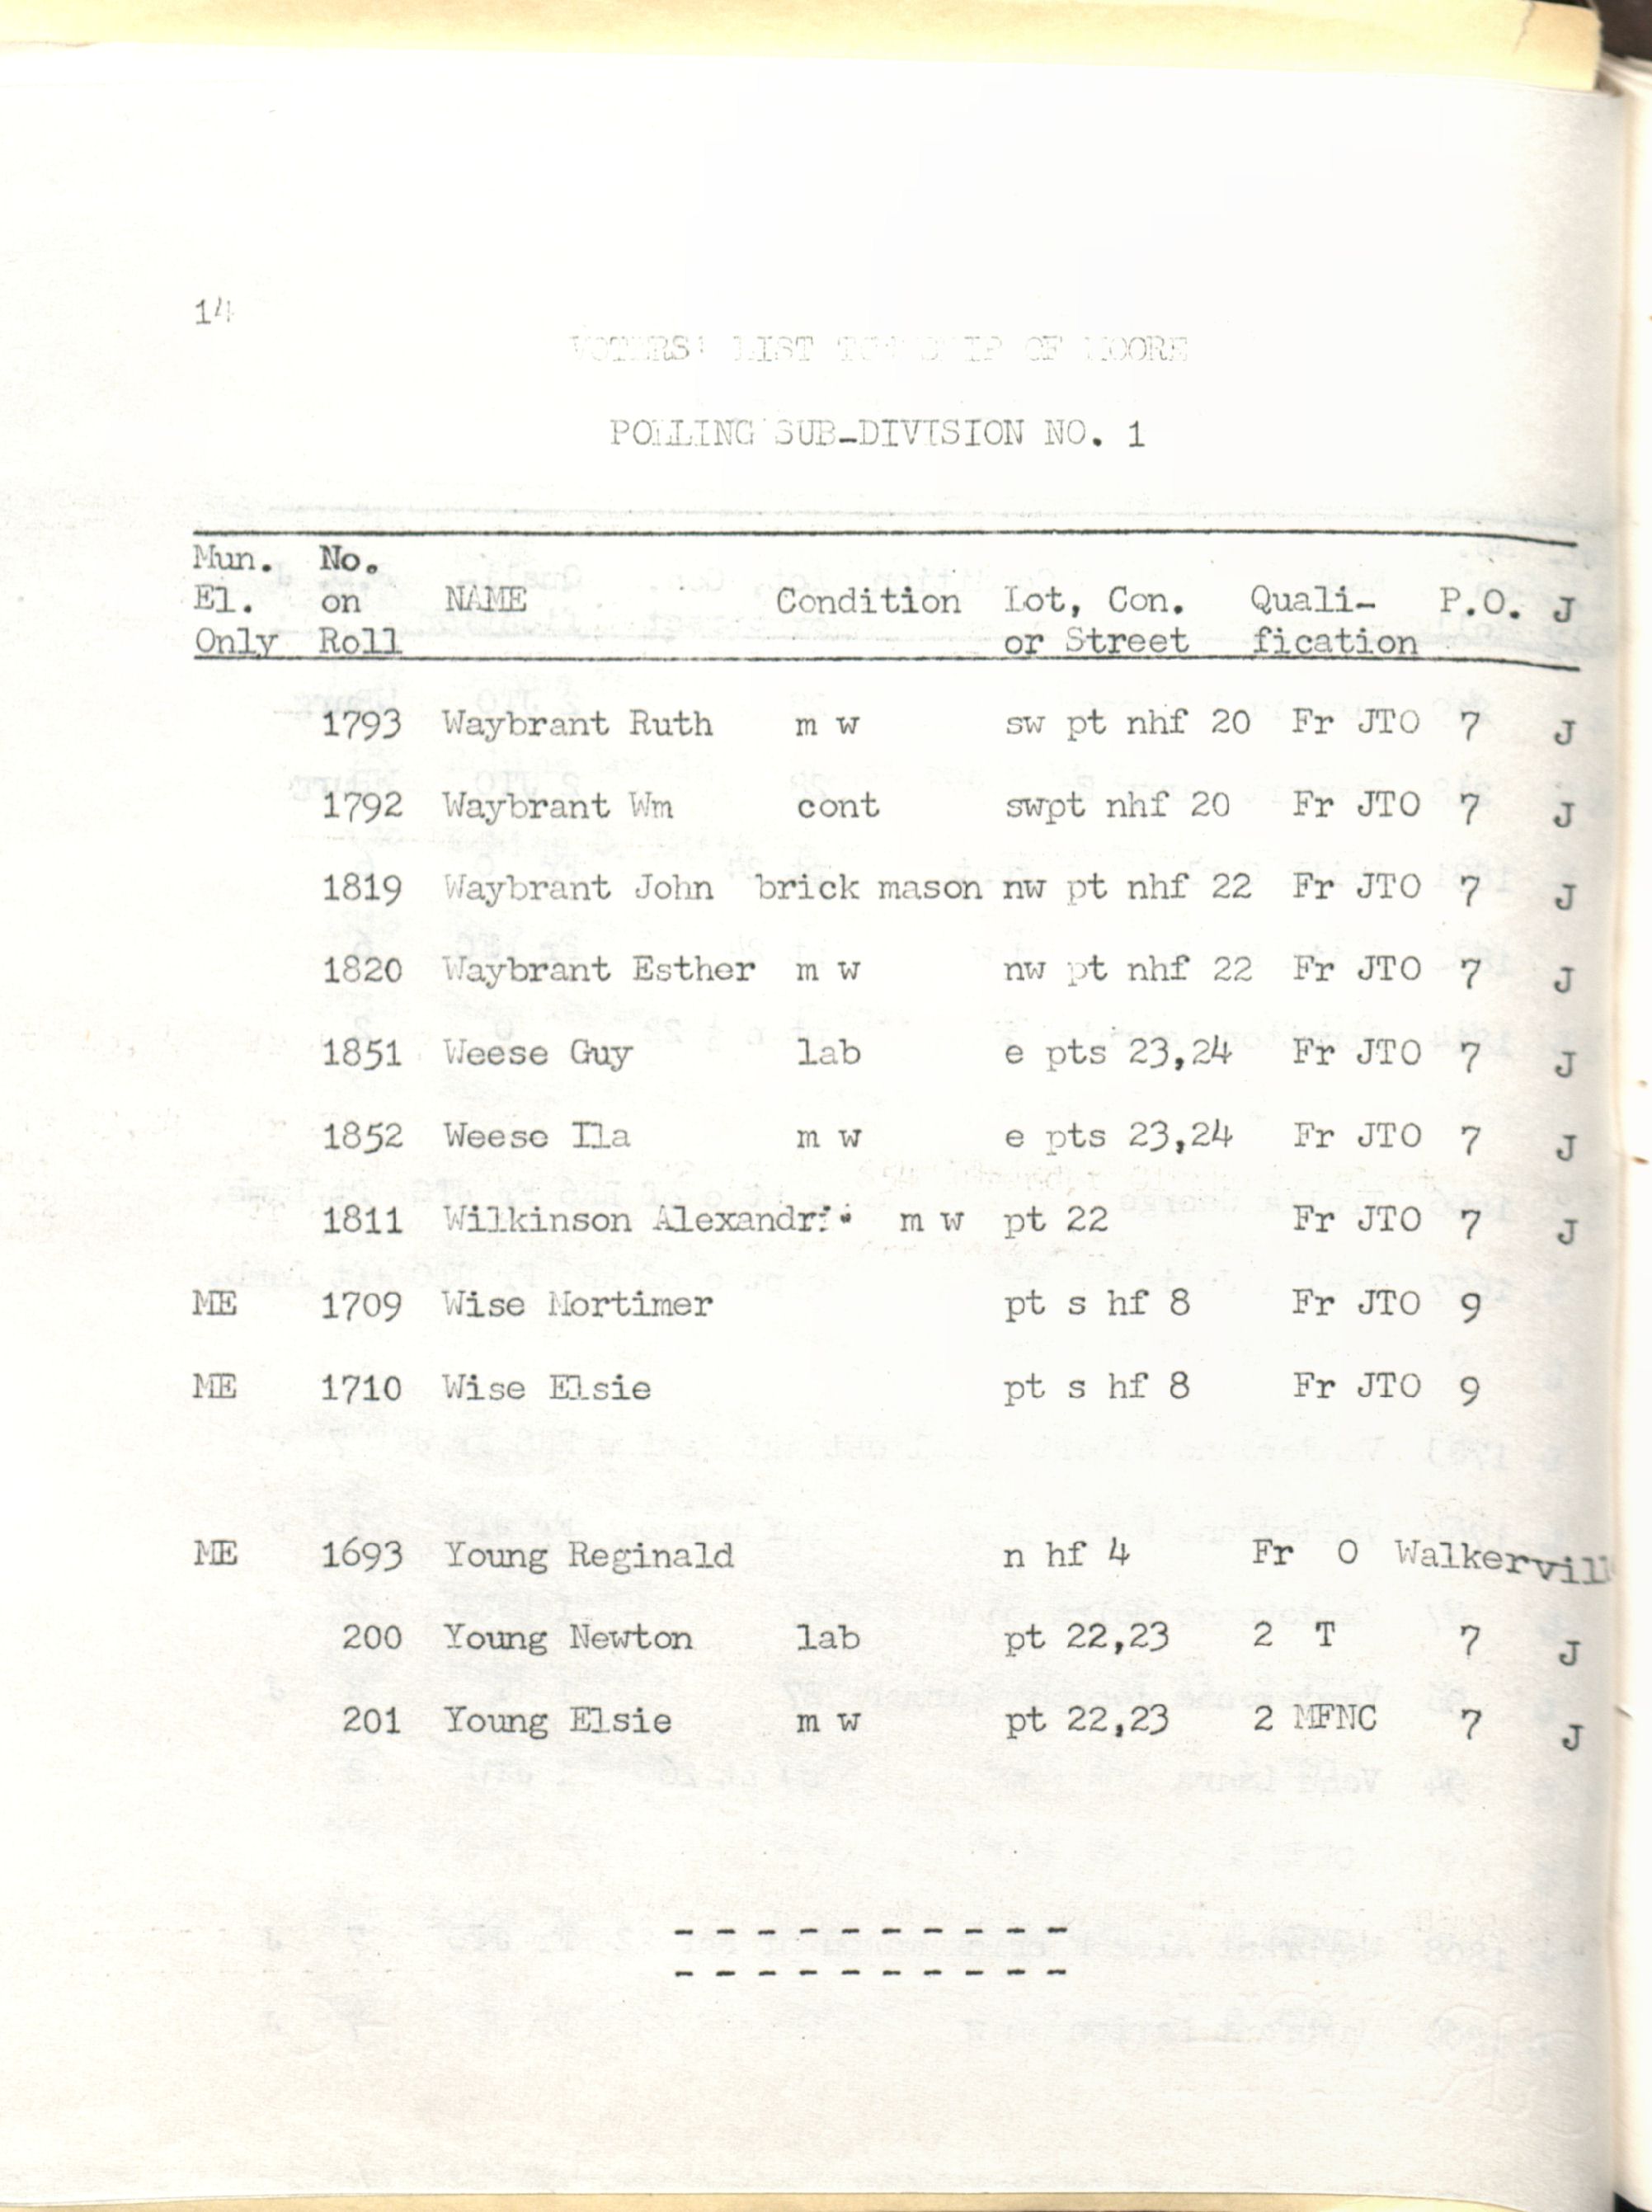 14
VOTERS' LIST TOWNSHIP OF MOORE
POLLING SUB-DIVISION NO. 1
Mun. No.
El. on NAME Condition Lot, Con. Quali- P.O. J
Only Roll or Street fication
1793 Waybrant Ruth m w sw pt nhf 20 Fr JTO 7 J
1792 Waybrant Wm cont swpt nhf 20 Fr JTO 7 J
1819 Waybrant John brick mason nw pt nhf 22 Fr JTO 7 J
1820 Waybrant Esther m w nw pt nhf 22 Fr JTO 7 J
1851 Weese Guy lab e pts 23,24 Fr JTO 7 J
1852 Weese Ila m w e pts 23,24 Fr JTO 7 J
1811 Wilkinson m w pt 22 Fr JTO 7 J
ME 1709 Wise Mortimer pt s hf 8 Fr JTO 9
ME 1710 Wise Elsie pt s hf 8 Fr JTO 9
ME 1693 Young Reginald n hf 4 Fr O Walkervill
200 Young Newton lab pt 22,23 2 T 7 J
201 Young Elsie m w pt 22,23 2 MFNC 7 J
- - - - - - - - - -
- - - - - - - - - -